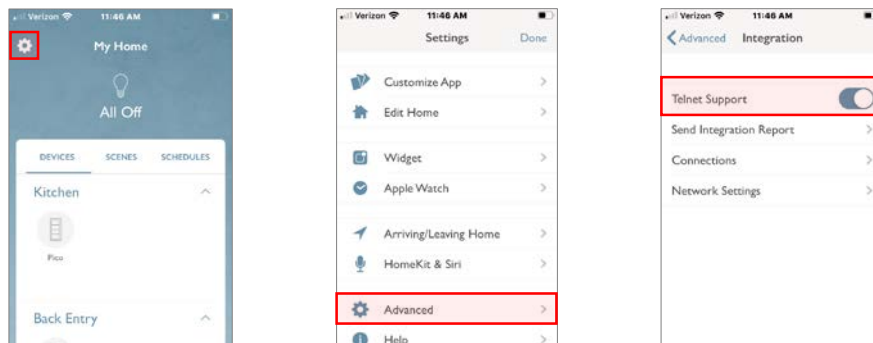 Verizon 11:46 AM
My Home
All Off
DEVICES SCENES SCHEDULES
Kitchen
Pico
Back Entry
Verizon 11:46 AM
Settings Done
Customize App
Edit Home
Widget
Apple Watch
Arriving/Leaving Home
HomeKit & Siri
Advanced
Help
Verizon 11:46 AM
Advanced Integration
Telnet Support
Send Integration Report
Connections
Network Settings